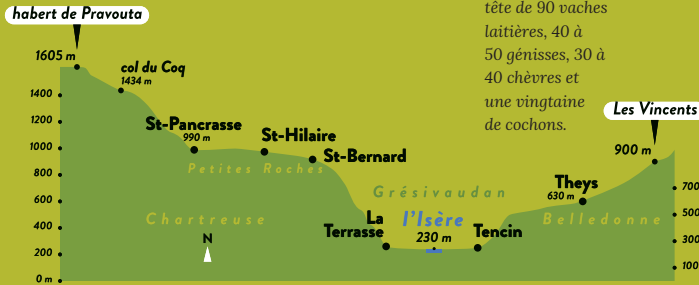 habert de Pravouta
1605 m
col du Coq
1434 m
tête de 90 vaches
laitières, 40 à
50 génisses, 30 à
40 chèvres et
une vingtaine
de cochons.
Les Vincents
900 m
1400
1200
1000
800
600
400
200
0 m
St-Pancrasse
990 m
St-Hilaire
St-Bernard
Petites Roches
Grésivaudan
Chartreuse
N
La
Terrasse
l'Isère
230 m
Tencin
Theys
630 m
Belledonne
700
500
300
100